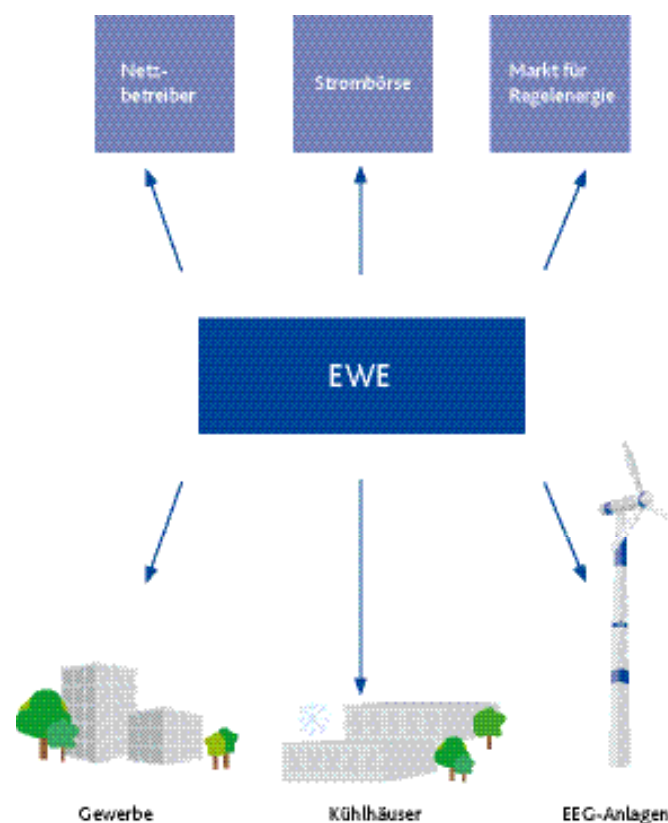 Netz-
betreiber
Strombörse
Markt für
Regelenergie
EWE
Gewerbe
Kühlhäuser
EEG-Anlagen